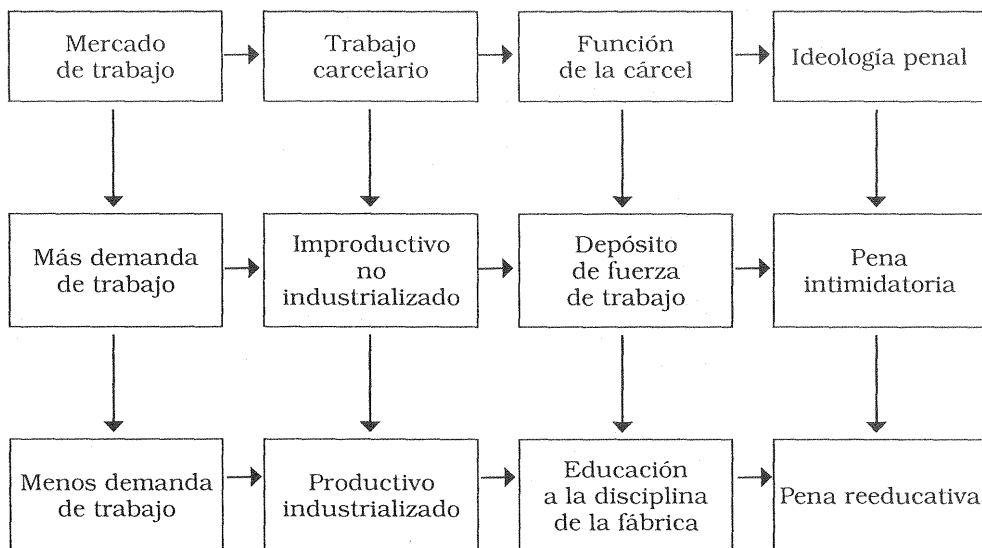 Mercado
de trabajo
Trabajo
carcelario
Función
de la cárcel
Ideología penal
Más demanda
de trabajo
Improductivo
no
industrializado
Depósito
de fuerza
de trabajo
Pena
intimidatoria
Menos demanda
de trabajo
Productivo
industrializado
Educación
a la disciplina
de la fábrica
Pena reeducativa